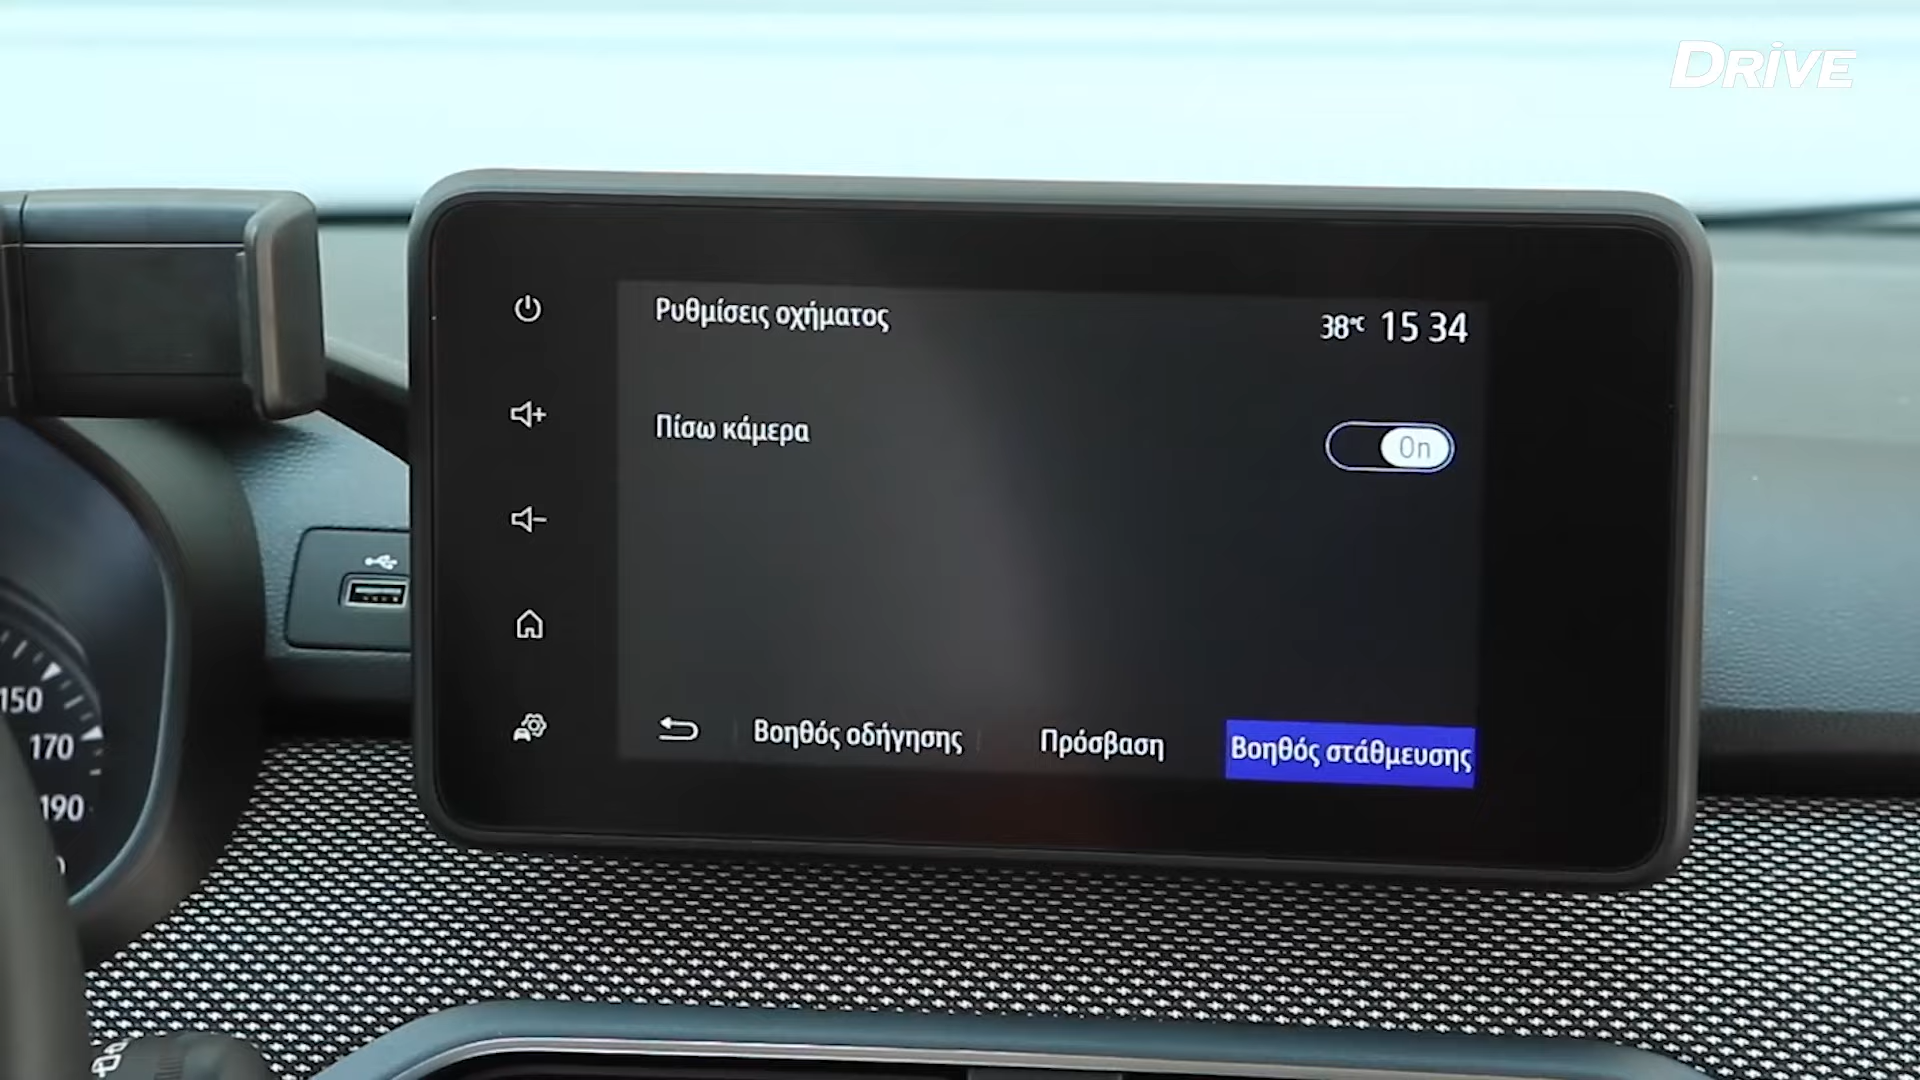 DRiVE
Ρυθμίσεις οχήματος
38°C 15 34
Πίσω κάμερα
On
Βοηθός οδήγησης
Πρόσβαση
Βοηθός στάθμευσης
150
170
190